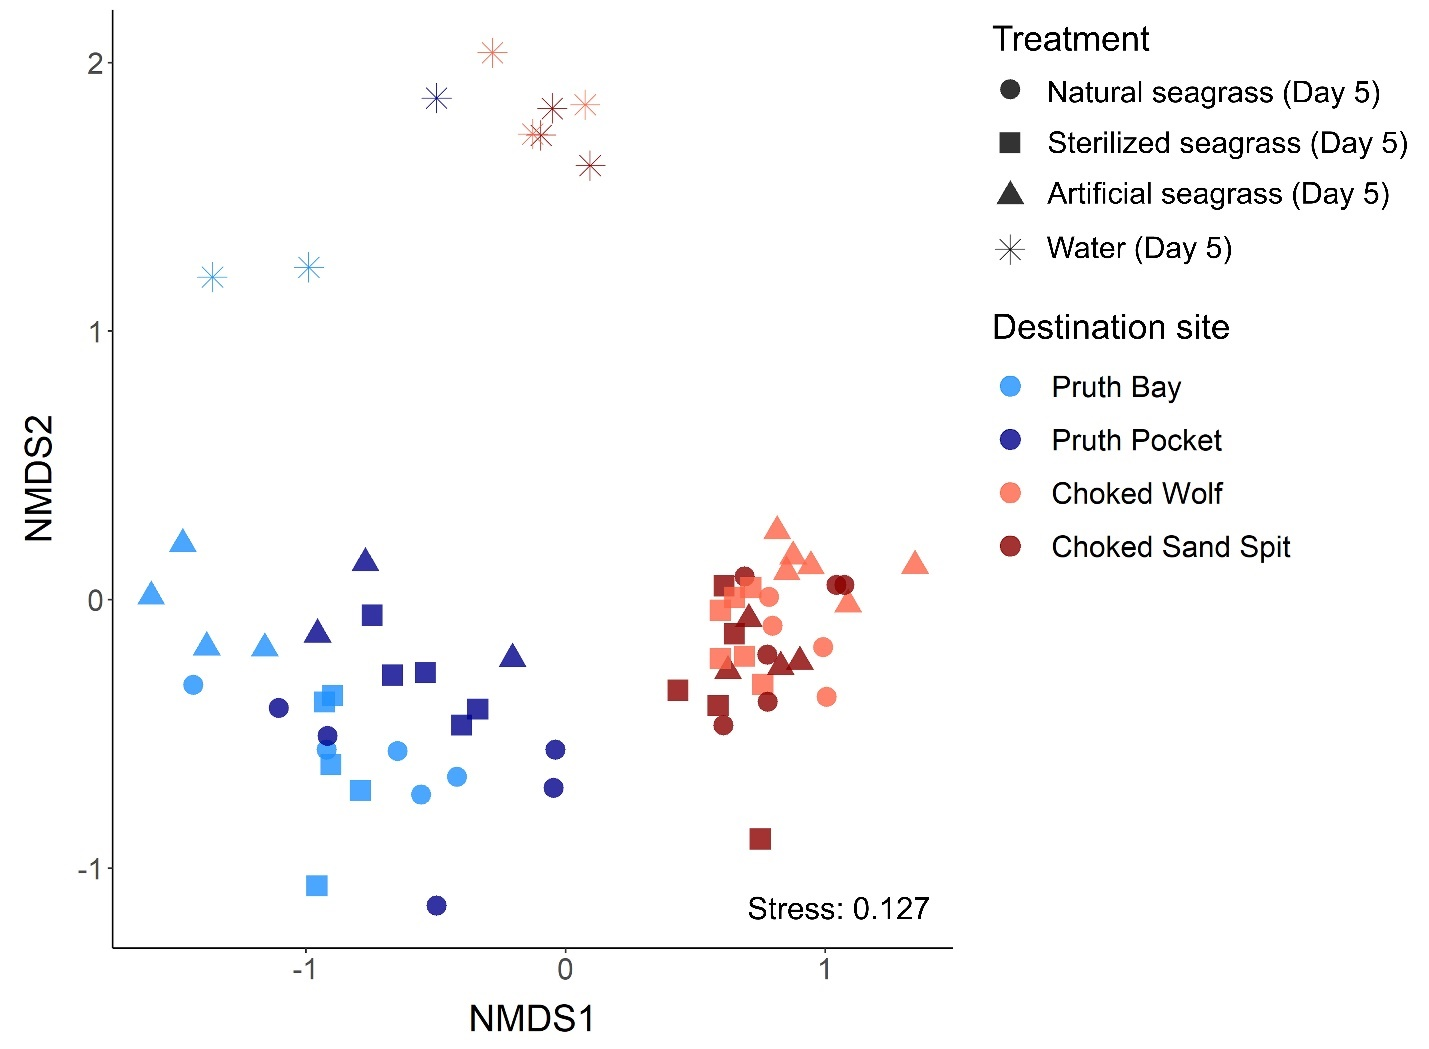 Treatment
Natural seagrass (Day 5)
Sterilized seagrass (Day 5)
Artificial seagrass (Day 5)
Water (Day 5)
Destination site
Pruth Bay
Pruth Pocket
Choked Wolf
Choked Sand Spit
NMDS2
2
1
0
-1
Stress: 0.127
-1 0 1
NMDS1